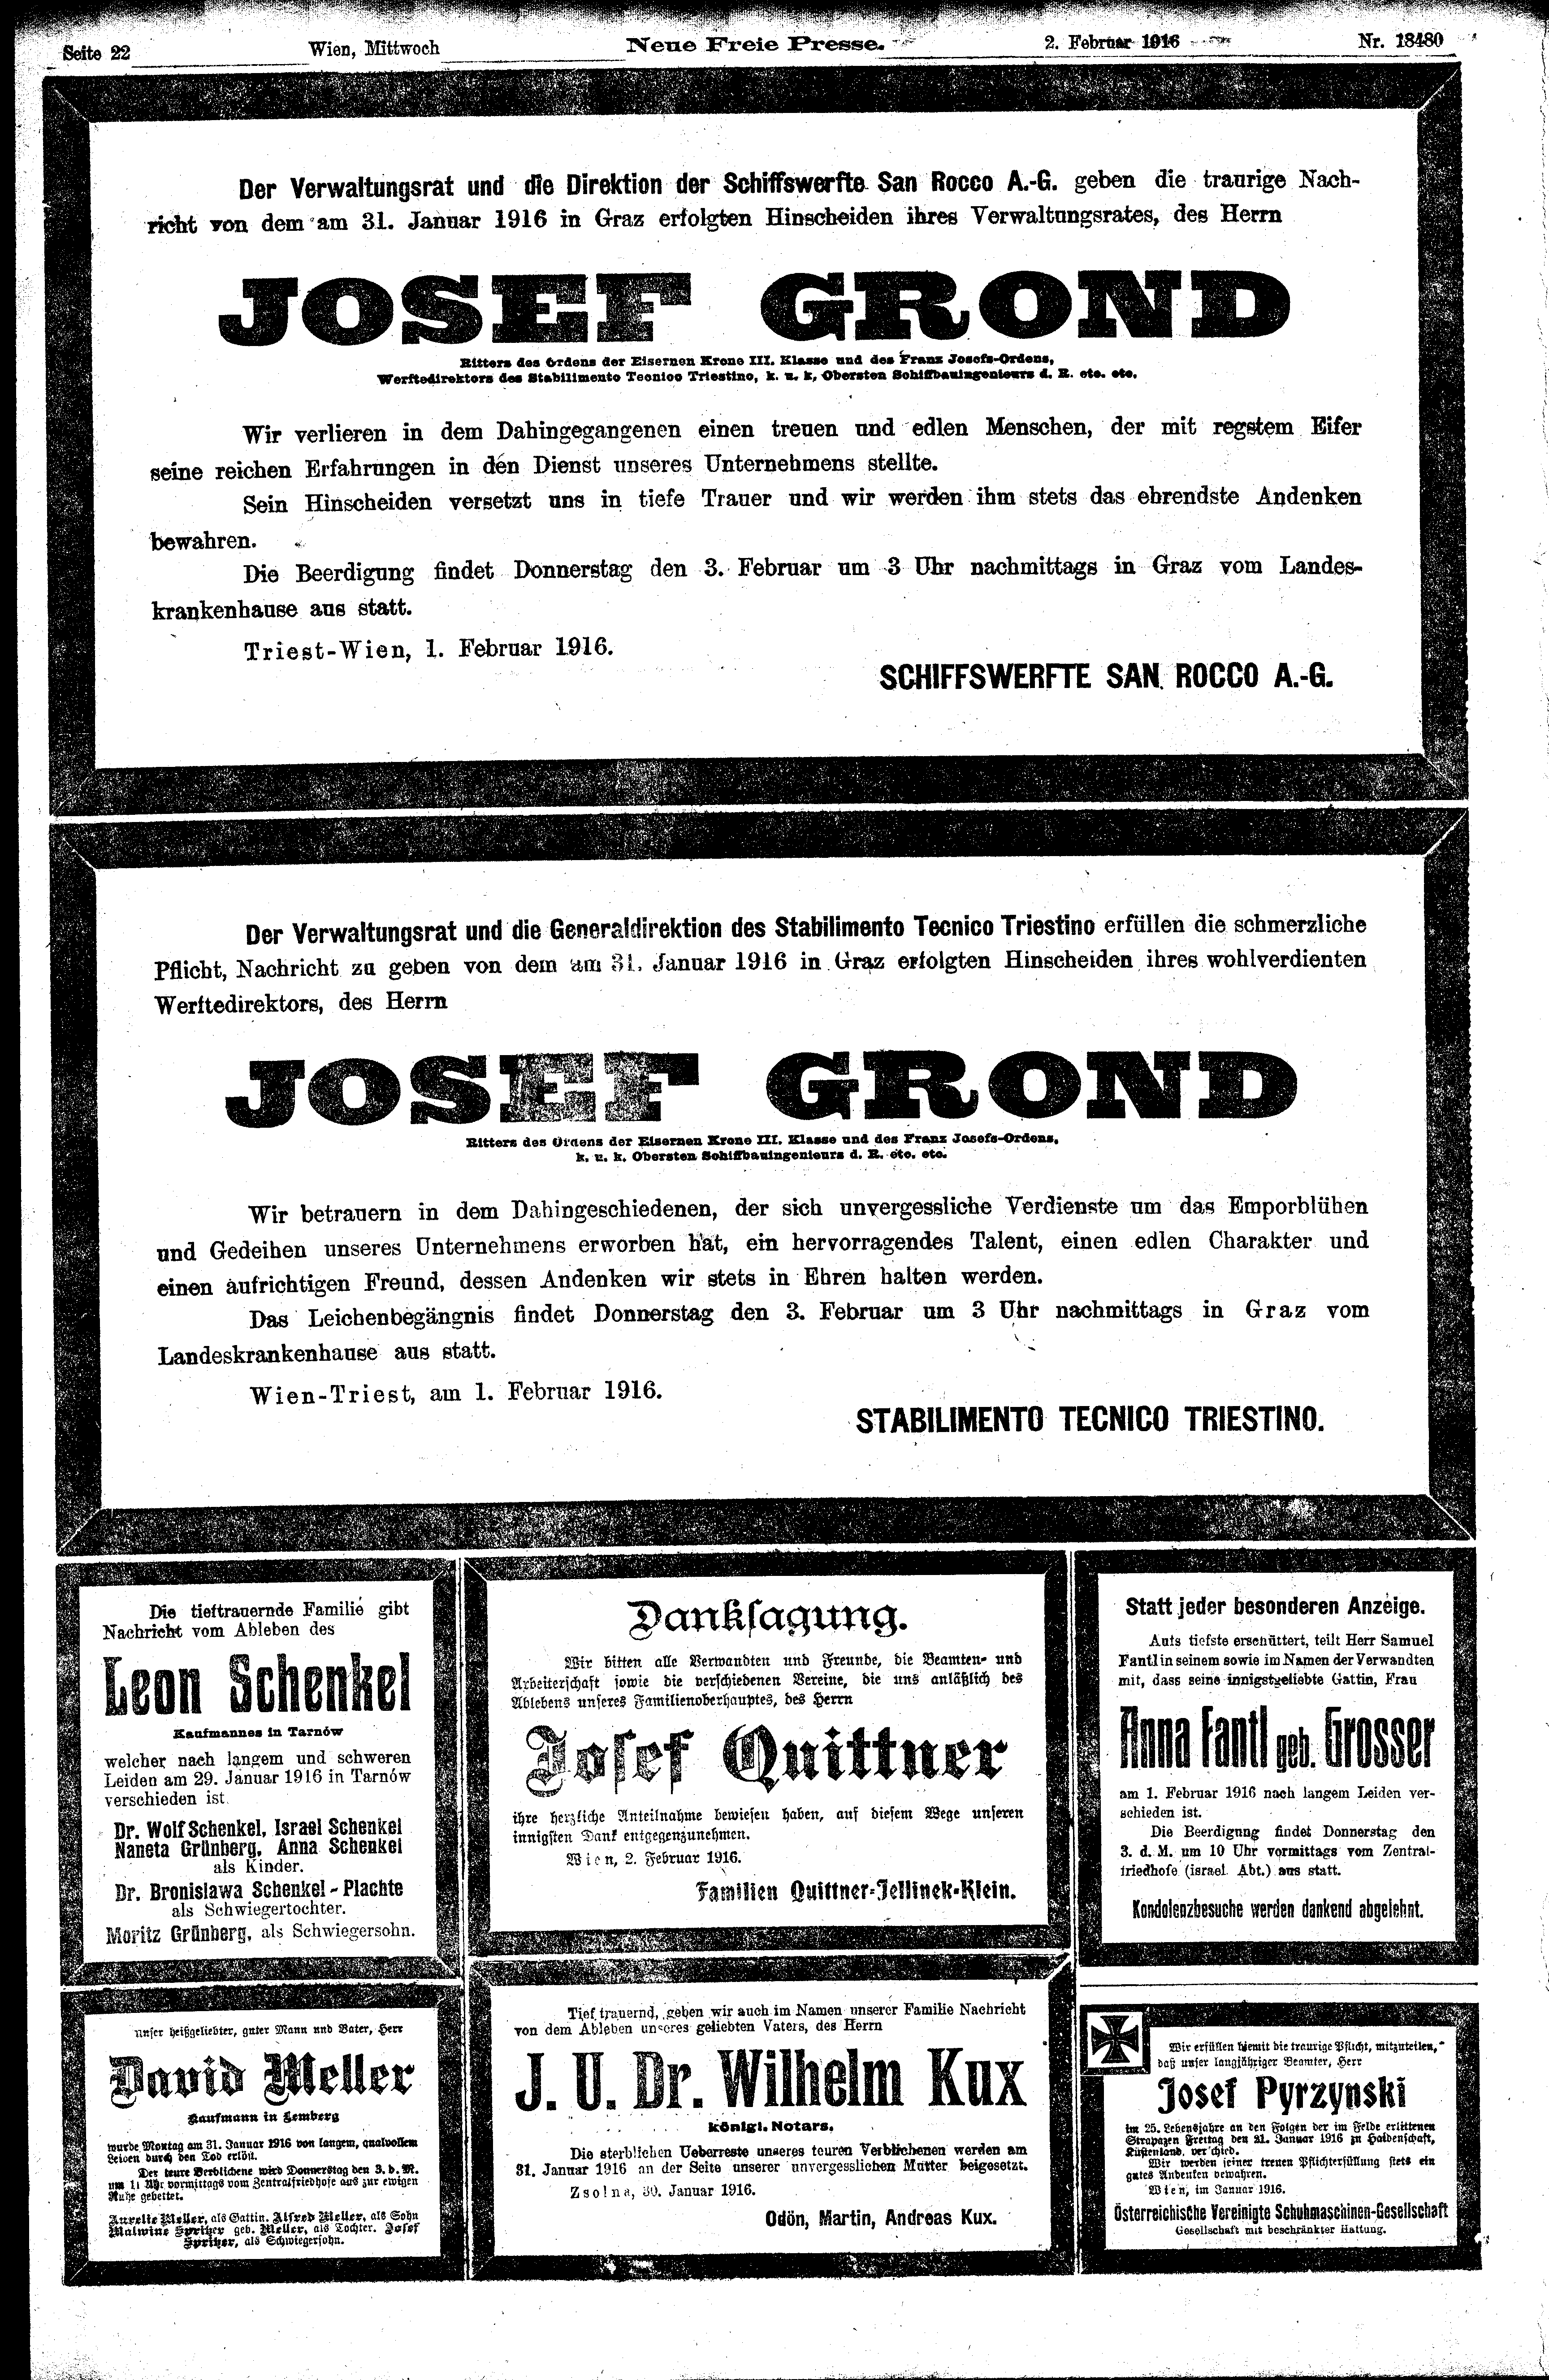 Seite 22 Wien, Mittwoch Neue Freie Presse. 2. Februar 1916 Nr. 18480
Der Verwaltungsrat und die Direktion der Schiffswerfte San Rocco A.-G. geben die traurige Nach-
richt von dem am 31. Januar 1916 in Graz erfolgten Hinscheiden ihres Verwaltungsrates, des Herrn
JOSEF GROND
Ritters des Ordens der Eisernen Krone III. Klasse und des Franz Josefs-Ordens,
Werftedirektors des Stabilimento Tecnico Triestino, k. u. k. Obersten Schiffbauingenieurs d. R. etc. etc.
Wir verlieren in dem Dahingegangenen einen treuen und edlen Menschen, der mit regstem Eifer
seine reichen Erfahrungen in den Dienst unseres Unternehmens stellte.
Sein Hinscheiden versetzt uns in tiefe Trauer und wir werden ihm stets das ehrendste Andenken
bewahren.
Die Beerdigung findet Donnerstag den 3. Februar um 3 Uhr nachmittags in Graz vom Landes-
krankenhause aus statt.
Triest-Wien, 1. Februar 1916.
SCHIFFSWERFTE SAN ROCCO A.-G.
Der Verwaltungsrat und die Generaldirektion des Stabilimento Tecnico Triestino erfüllen die schmerzliche
Pflicht, Nachricht zu geben von dem am 31. Januar 1916 in Graz erfolgten Hinscheiden ihres wohlverdienten
Werftedirektors, des Herrn
JOSEF GROND
Ritters des Ordens der Eisernen Krone III. Klasse und des Franz Josefs-Ordens,
k. u. k. Obersten Schiffbauingenieurs d. R. etc. etc.
Wir betrauern in dem Dahingeschiedenen, der sich unvergessliche Verdienste um das Emporblühen
und Gedeihen unseres Unternehmens erworben hat, ein hervorragendes Talent, einen edlen Charakter und
einen aufrichtigen Freund, dessen Andenken wir stets in Ehren halten werden.
Das Leichenbegängnis findet Donnerstag den 3. Februar um 3 Uhr nachmittags in Graz vom
Landeskrankenhause aus statt.
Wien-Triest, am 1. Februar 1916.
STABILIMENTO TECNICO TRIESTINO.
Die tieftrauernde Familie gibt
Nachricht vom Ableben des
Leon Schenkel
Kaufmannes in Tarnów
welcher nach langem und schweren
Leiden am 29. Januar 1916 in Tarnów
verschieden ist.
Dr. Wolf Schenkel, Israel Schenkel
Naneta Grünberg, Anna Schenkel
als Kinder.
Dr. Bronislawa Schenkel-Plachte
als Schwiegertochter.
Moritz Grünberg, als Schwiegersohn.
Unser heißgeliebter, guter Mann und Vater, Herr
David Meller
Kaufmann in Lemberg
wurde Montag am 31. Januar 1916 von langem, qualvollem
Leiden durch den Tod erlöst.
Der teure Verblichene wird Donnerstag den 3. d. M.
um 11 Uhr vormittags vom Zentralfriedhofe aus zur ewigen
Ruhe gebettet.
Aurelie Meller, als Gattin. Alfred Meller, als Sohn
Malwine Spritzer geb. Meller, als Tochter. Josef
Spritzer, als Schwiegersohn.
Danksagung.
Wir bitten alle Verwandten und Freunde, die Beamten- und
Arbeiterschaft sowie die verschiedenen Vereine, die uns anläßlich des
Ablebens unseres Familienoberhauptes, des Herrn
Josef Quittner
ihre herzliche Anteilnahme bewiesen haben, auf diesem Wege unseren
innigsten Dank entgegenzunehmen.
Wien, 2. Februar 1916.
Familien Quittner-Jellinek-Klein.
Tief trauernd, geben wir auch im Namen unserer Familie Nachricht
von dem Ableben unseres geliebten Vaters, des Herrn
J. U. Dr. Wilhelm Kux
königl. Notars.
Die sterblichen Ueberreste unseres teuren Verblichenen werden am
31. Januar 1916 an der Seite unserer unvergesslichen Mutter beigesetzt.
Zsolna, 30. Januar 1916.
Odön, Martin, Andreas Kux.
Statt jeder besonderen Anzeige.
Aufs tiefste erschüttert, teilt Herr Samuel
Fantl in seinem sowie im Namen der Verwandten
mit, dass seine innigstgeliebte Gattin, Frau
Anna Fantl geb. Grosser
am 1. Februar 1916 nach langem Leiden ver-
schieden ist.
Die Beerdigung findet Donnerstag den
3. d. M. um 10 Uhr vormittags vom Zentral-
friedhofe (israel. Abt.) aus statt.
Kondolenzbesuche werden dankend abgelehnt.
Wir erfüllen hiemit die traurige Pflicht, mitzuteilen,
daß unser langjähriger Beamter, Herr
Josef Pyrzynski
im 25. Lebensjahre an den Folgen der im Felde erlittenen
Strapazen Freitag den 21. Januar 1916 zu Haidenschaft,
Küstenland, verschied.
Wir werden seiner treuen Pflichterfüllung stets ein
gutes Andenken bewahren.
Wien, im Januar 1916.
Österreichische Vereinigte Schuhmaschinen-Gesellschaft
Gesellschaft mit beschränkter Haftung.